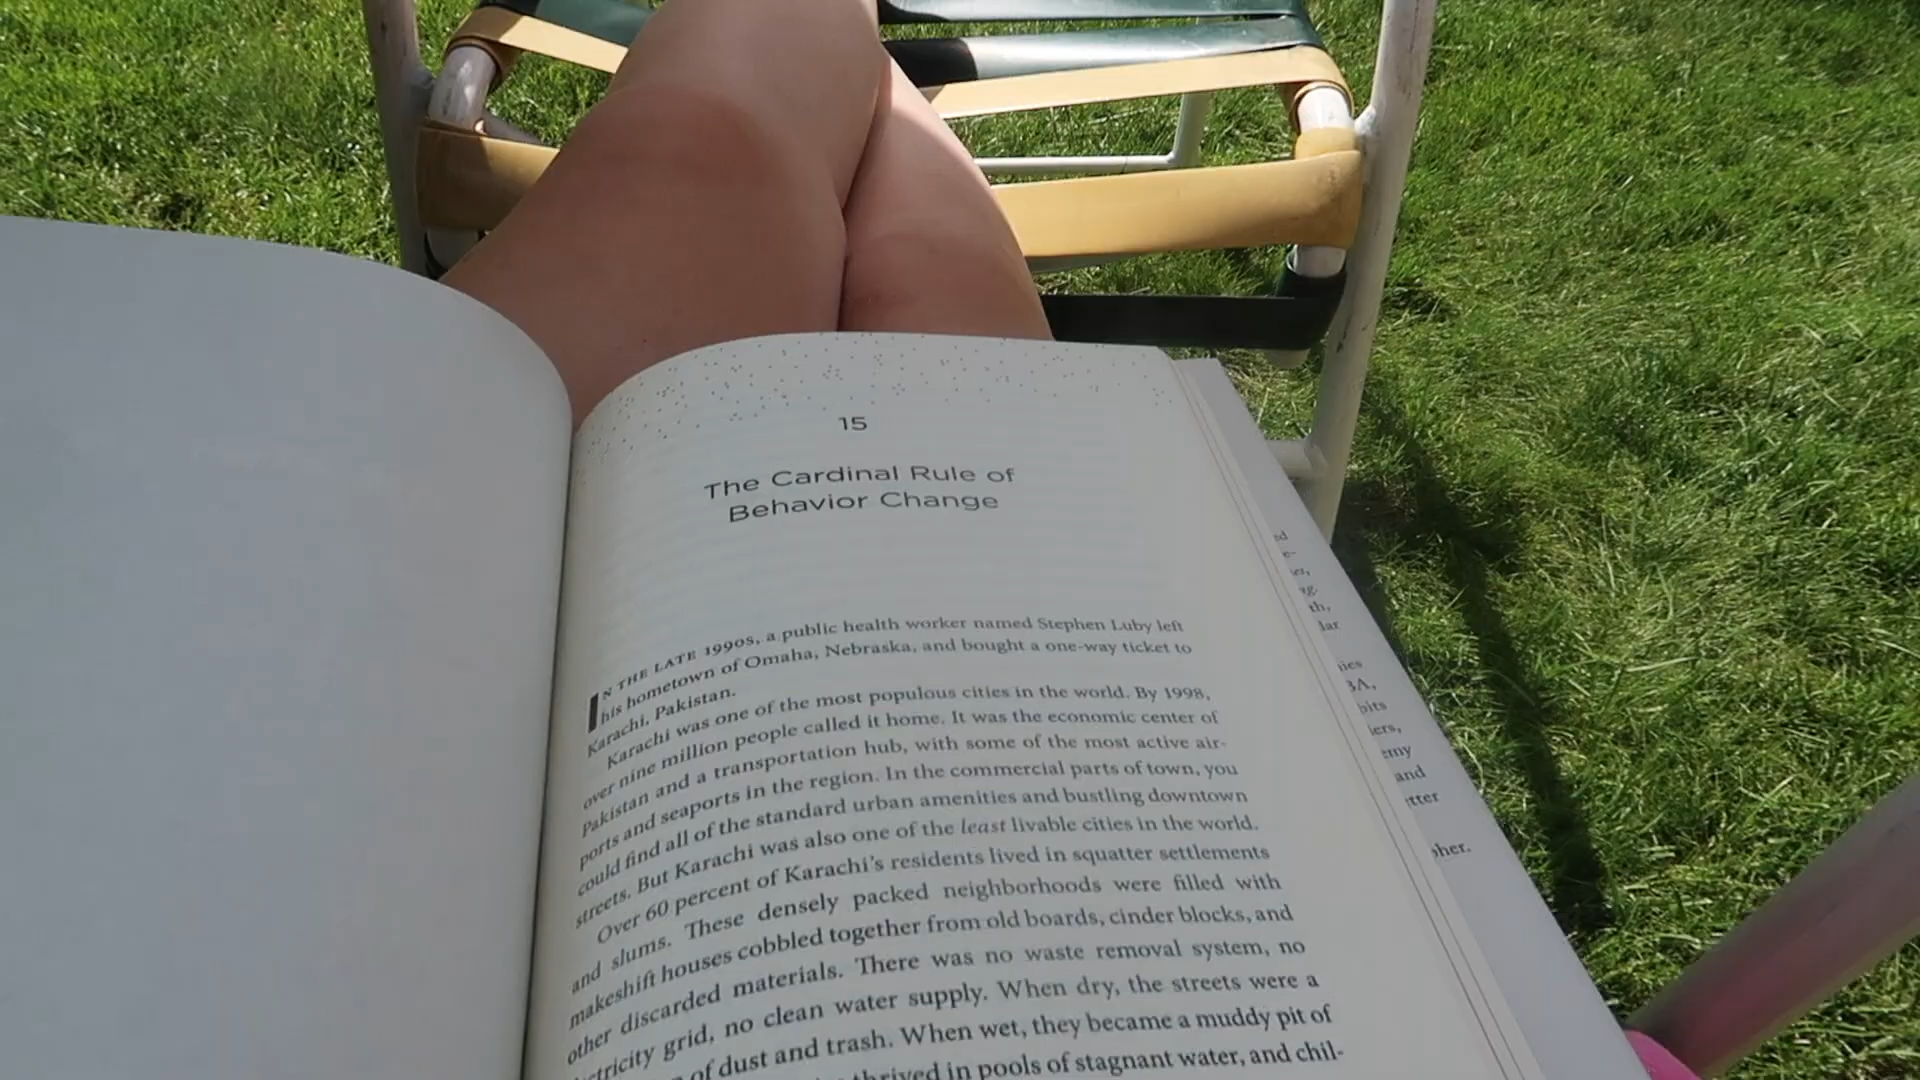 15
The Cardinal Rule of
Behavior Change
IN THE LATE 1990s, a public health worker named Stephen Luby left
his hometown of Omaha, Nebraska, and bought a one-way ticket to
Karachi, Pakistan.
Karachi was one of the most populous cities in the world. By 1998,
over nine million people called it home. It was the economic center of
Pakistan and a transportation hub, with some of the most active air-
ports and seaports in the region. In the commercial parts of town, you
could find all of the standard urban amenities and bustling downtown
streets. But Karachi was also one of the least livable cities in the world.
Over 60 percent of Karachi's residents lived in squatter settlements
and slums. These densely packed neighborhoods were filled with
makeshift houses cobbled together from old boards, cinder blocks, and
other discarded materials. There was no waste removal system, no
grid, no clean water supply. When dry, the streets were a
of dust and trash. When wet, they became a muddy pit of
thrived in pools of stagnant water, and chil-
th,
lar
BA,
bits
and